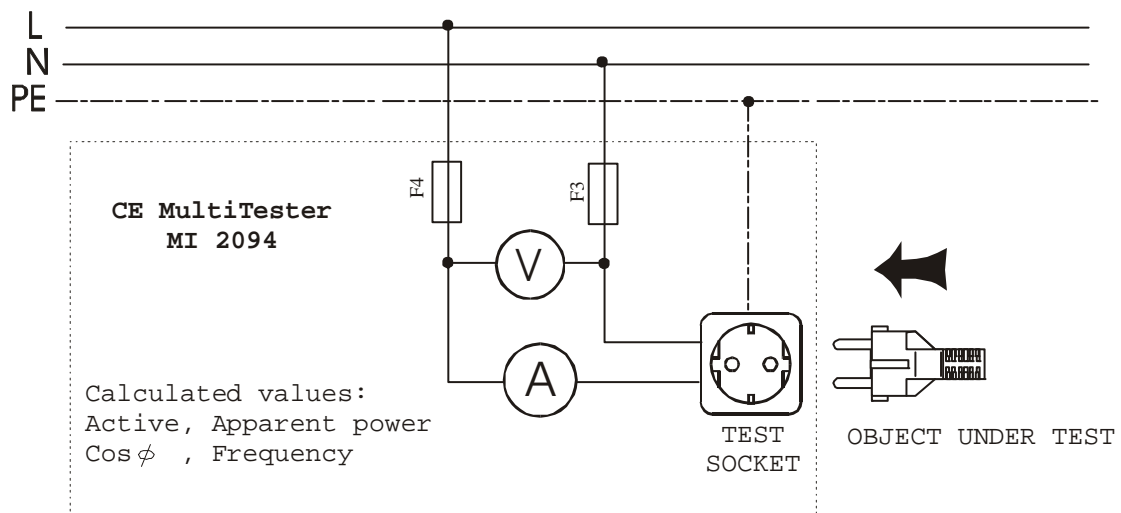 L
N
PE
F4
F3
CE MultiTester
MI 2094
V
A
Calculated values:
Active, Apparent power
Cos ϕ , Frequency
TEST
SOCKET
OBJECT UNDER TEST